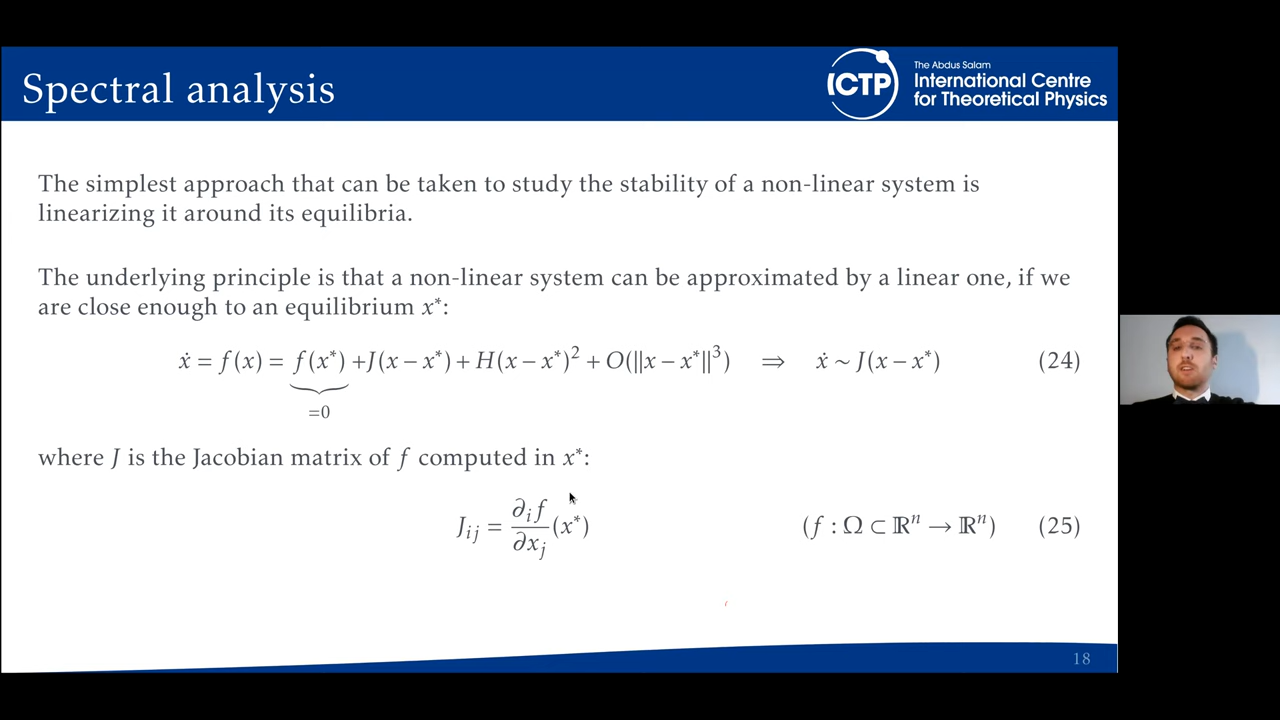 Spectral analysis
ICTP
The Abdus Salam
International Centre
for Theoretical Physics
The simplest approach that can be taken to study the stability of a non-linear system is
linearizing it around its equilibria.
The underlying principle is that a non-linear system can be approximated by a linear one, if we
are close enough to an equilibrium x*:
ẋ = f(x) = f(x*) + J(x − x*) + H(x − x*)² + O(||x − x*||³) ⟹ ẋ ∼ J(x − x*) (24)
=0
where J is the Jacobian matrix of f computed in x*:
J_ij = ∂_i f / ∂x_j (x*) (f : Ω ⊂ ℝⁿ → ℝⁿ) (25)
18